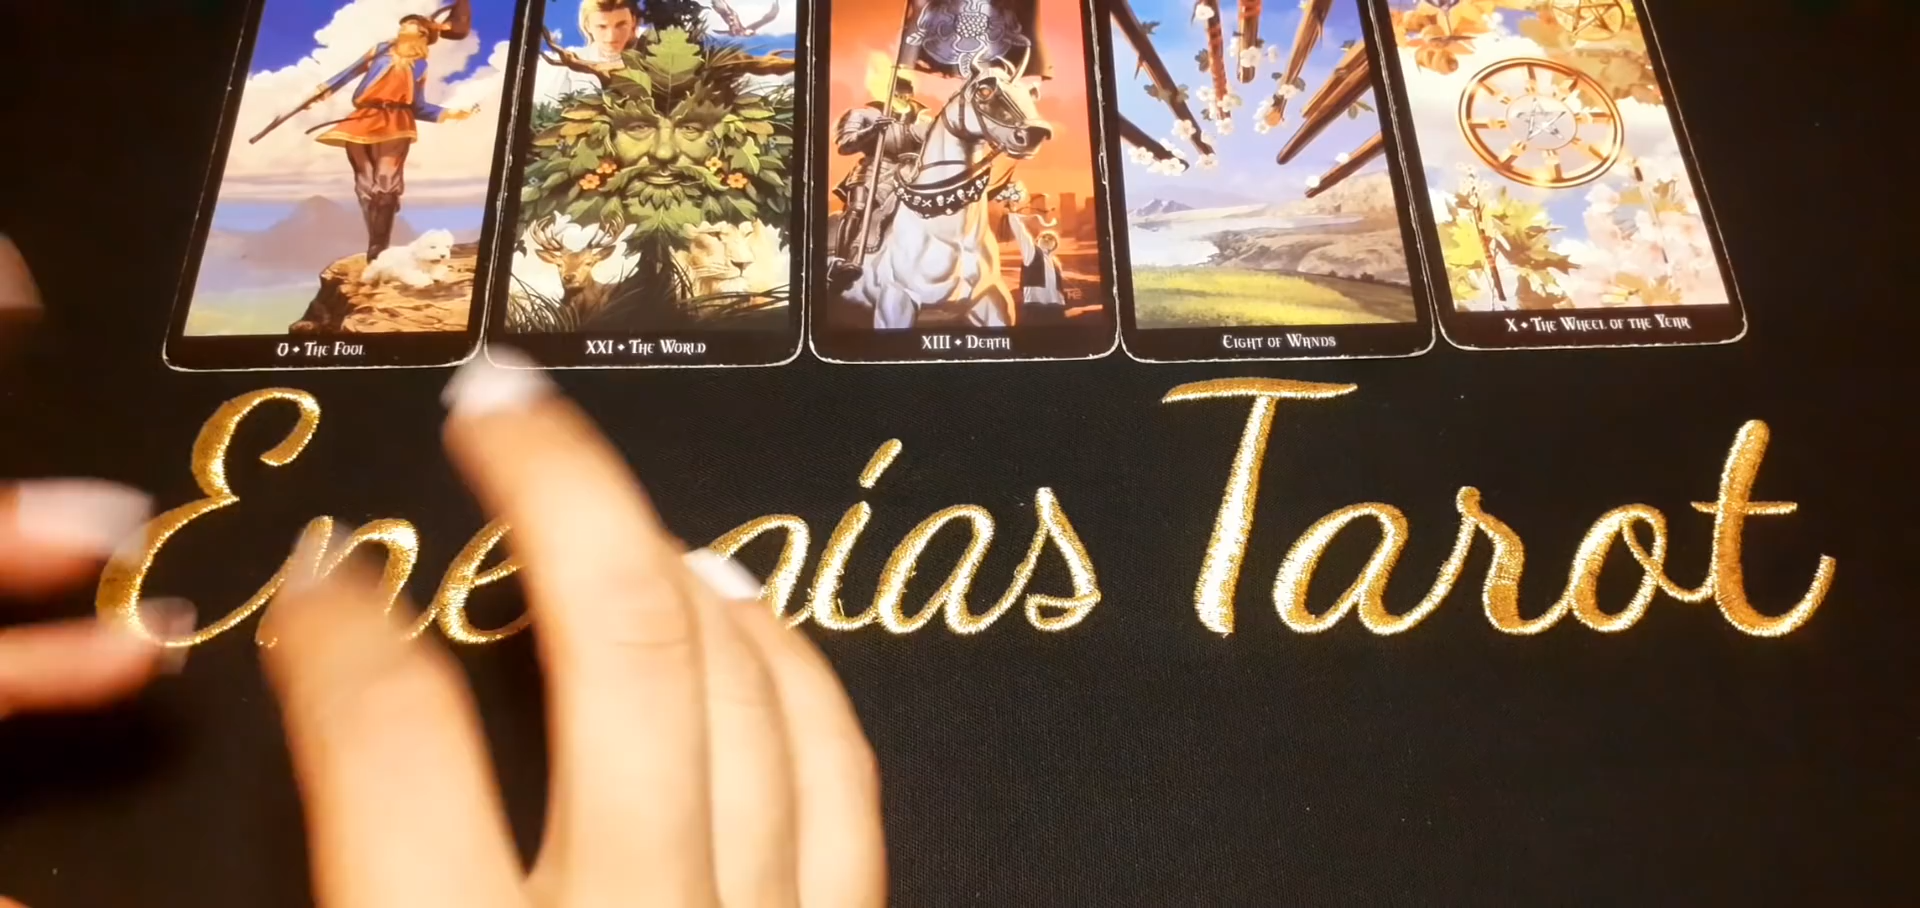 0 • The Fool
XXI • The World
XIII • Death
Eight of Wands
X • The Wheel of the Year
Tarot